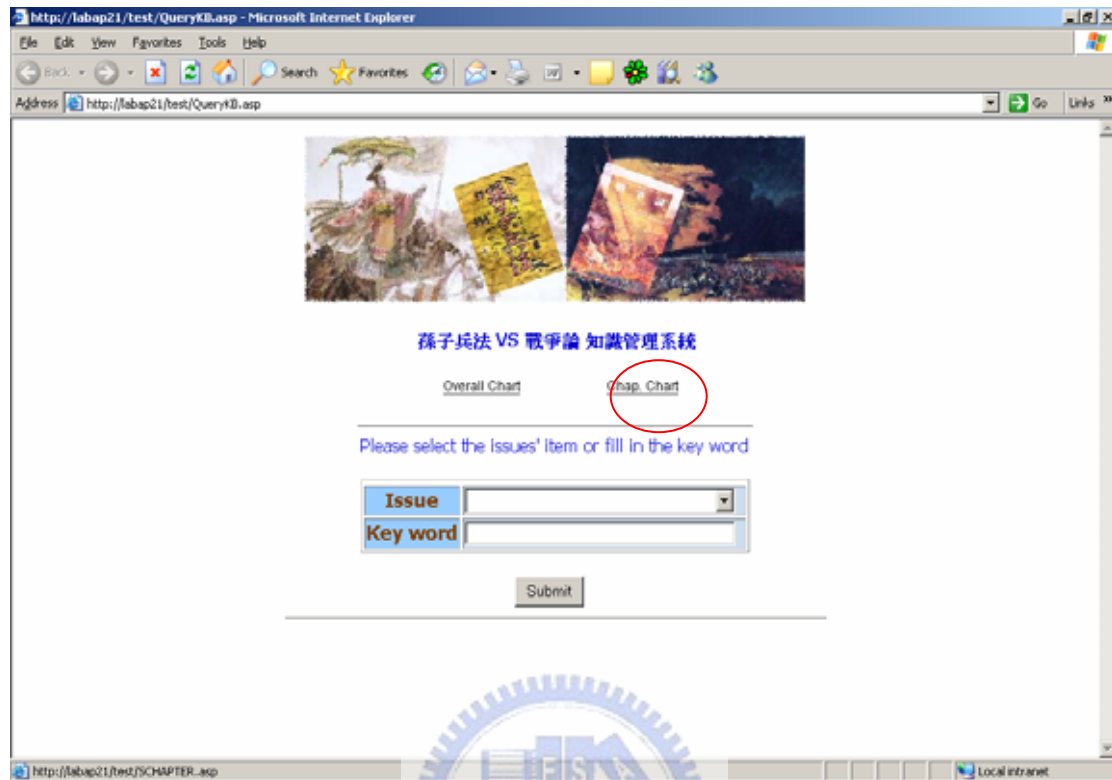 http://labap21/test/QueryKB.asp - Microsoft Internet Explorer
File Edit View Favorites Tools Help
Back Search Favorites
Address http://labap21/test/QueryKB.asp Go Links »
孫子兵法 VS 戰爭論 知識管理系統
Overall Chart Chap. Chart
Please select the issues' item or fill in the key word
Issue
Key word
Submit
ES
http://labap21/test/SCHAPTER.asp Local intranet